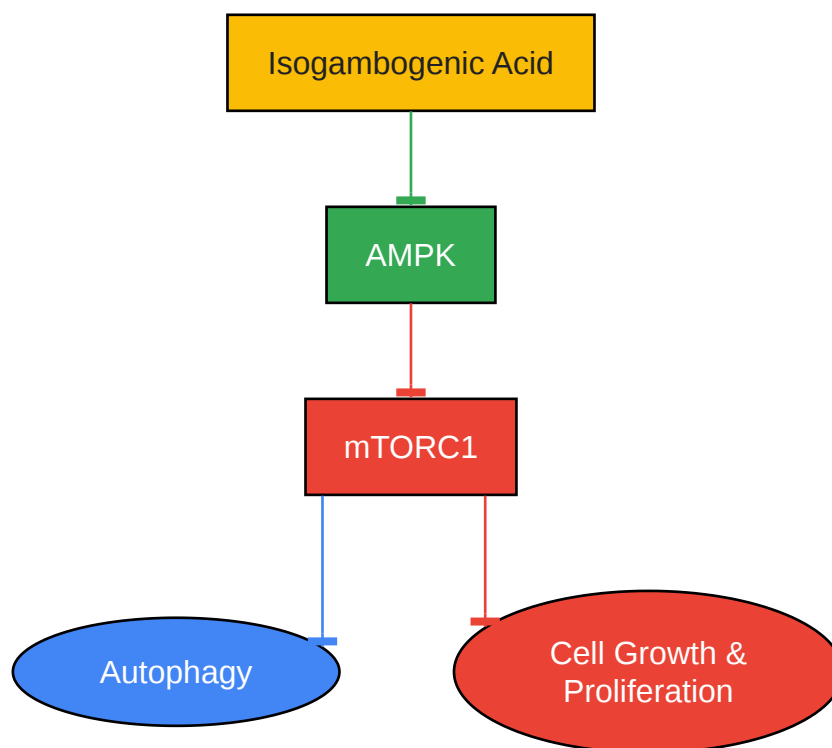 Isogambogenic Acid
AMPK
mTORC1
Autophagy
Cell Growth &
Proliferation